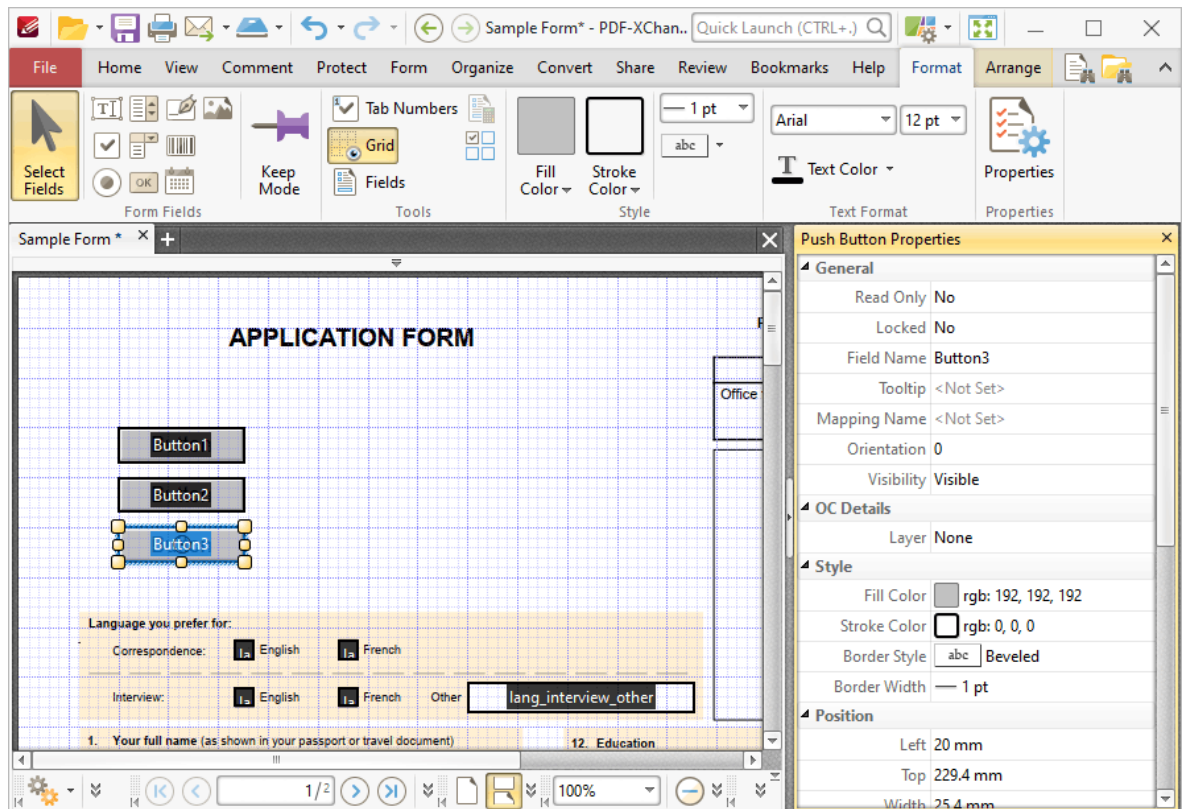 Sample Form* - PDF-XChan..
Quick Launch (CTRL+.)
File Home View Comment Protect Form Organize Convert Share Review Bookmarks Help Format Arrange
Select Fields
OK
Keep Mode
Tab Numbers
Grid
Fields
Fill Color
Stroke Color
1 pt
abc
Arial
12 pt
Text Color
Properties
Form Fields
Tools
Style
Text Format
Properties
Sample Form *
APPLICATION FORM
Office
Button1
Button2
Button3
Language you prefer for:
Correspondence: English French
Interview: English French Other lang_interview_other
1. Your full name (as shown in your passport or travel document)
12. Education
1/2
100%
Push Button Properties
General
Read Only No
Locked No
Field Name Button3
Tooltip <Not Set>
Mapping Name <Not Set>
Orientation 0
Visibility Visible
OC Details
Layer None
Style
Fill Color rgb: 192, 192, 192
Stroke Color rgb: 0, 0, 0
Border Style abc Beveled
Border Width 1 pt
Position
Left 20 mm
Top 229.4 mm
Width 25.4 mm